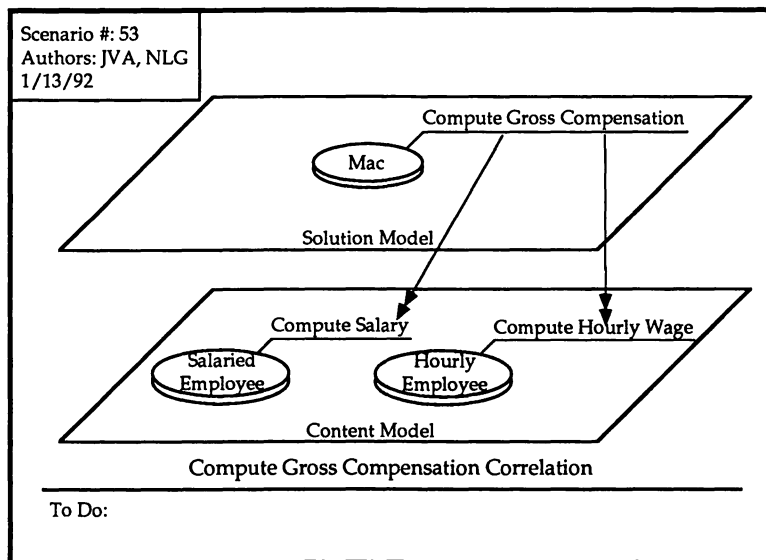 Scenario #: 53
Authors: JVA, NLG
1/13/92
Compute Gross Compensation
Mac
Solution Model
Compute Salary
Compute Hourly Wage
Salaried
Employee
Hourly
Employee
Content Model
Compute Gross Compensation Correlation
To Do: